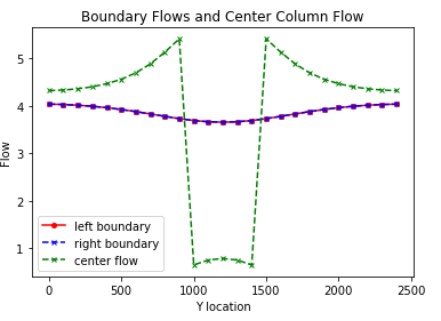 Boundary Flows and Center Column Flow
5
4
3
2
1
Flow
left boundary
right boundary
center flow
0 500 1000 1500 2000 2500
Y location